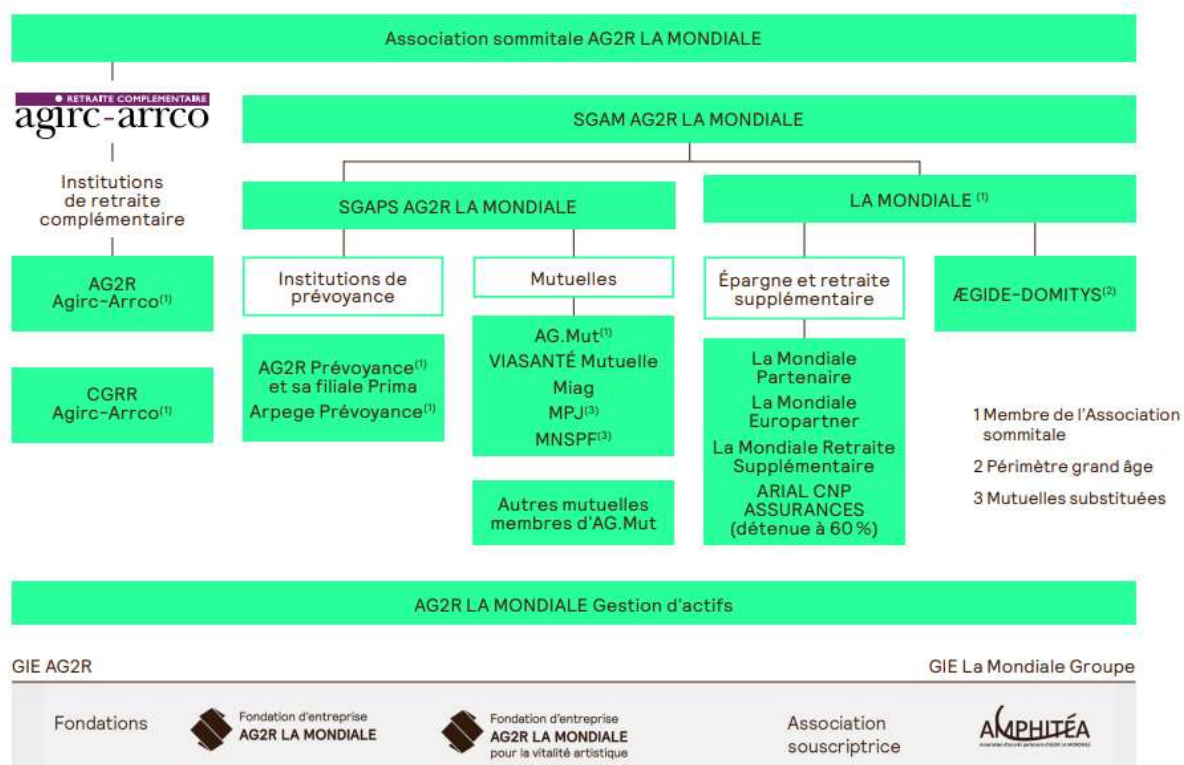 Association sommitale AG2R LA MONDIALE
RETRAITE COMPLEMENTAIRE
agirc-arrco
SGAM AG2R LA MONDIALE
Institutions
de retraite
complémentaire
SGAPS AG2R LA MONDIALE
LA MONDIALE (1)
AG2R
Agirc-Arrco(1)
Institutions de
prévoyance
Mutuelles
Épargne et retraite
supplémentaire
ÆGIDE-DOMITYS(2)
CGRR
Agirc-Arrco(1)
AG2R Prévoyance(1)
et sa filiale Prima
Arpege Prévoyance(1)
AG.Mut(1)
VIASANTÉ Mutuelle
Miag
MPJ(3)
MNSPF(3)
Autres mutuelles
membres d'AG.Mut
La Mondiale
Partenaire
La Mondiale
Europartner
La Mondiale Retraite
Supplémentaire
ARIAL CNP
ASSURANCES
(détenue à 60 %)
1 Membre de l'Association
sommitale
2 Périmètre grand âge
3 Mutuelles substituées
AG2R LA MONDIALE Gestion d'actifs
GIE AG2R
GIE La Mondiale Groupe
Fondations
Fondation d'entreprise
AG2R LA MONDIALE
Fondation d'entreprise
AG2R LA MONDIALE
pour la vitalité artistique
Association
souscriptrice
AMPHITÉA